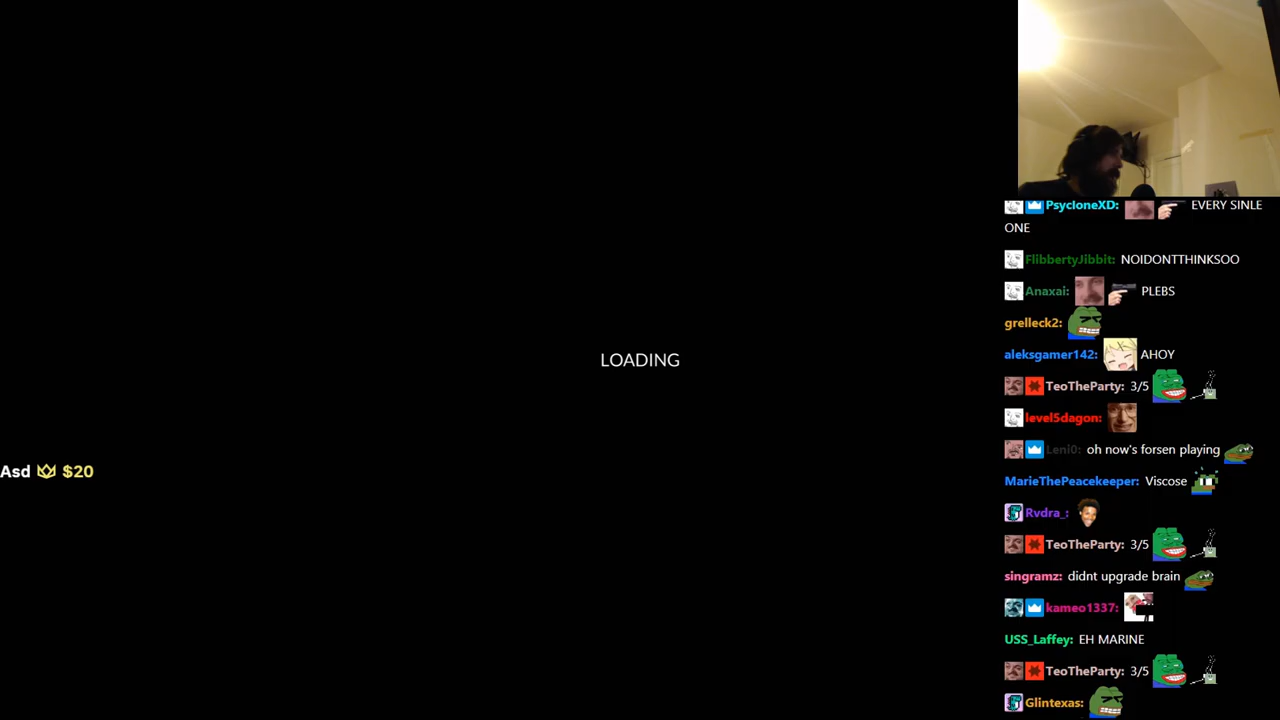 LOADING
Asd $20
PsycloneXD: EVERY SINLE
ONE
FlibbertyJibbit: NOIDONTTHINKSOO
Anaxai: PLEBS
grelleck2:
aleksgamer142: AHOY
TeoTheParty: 3/5
level5dagon:
Leni0: oh now's forsen playing
MarieThePeacekeeper: Viscose
Rvdra_:
TeoTheParty: 3/5
singramz: didnt upgrade brain
kameo1337:
USS_Laffey: EH MARINE
TeoTheParty: 3/5
Glintexas: